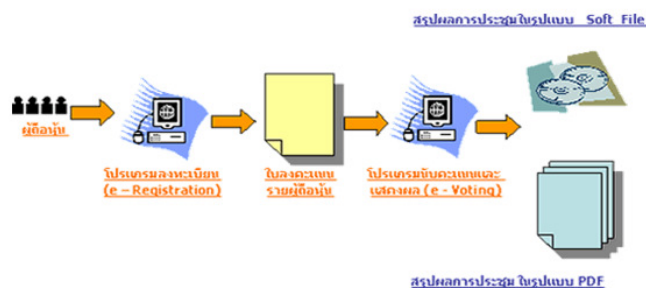 สรุปผลการประชุมในรูปแบบ Soft File
ผู้ถือหุ้น
โปรแกรมลงทะเบียน
(e – Registration)
ใบลงคะแนน
รายผู้ถือหุ้น
โปรแกรมนับคะแนนและ
แสดงผล (e - Voting)
สรุปผลการประชุม ในรูปแบบ PDF